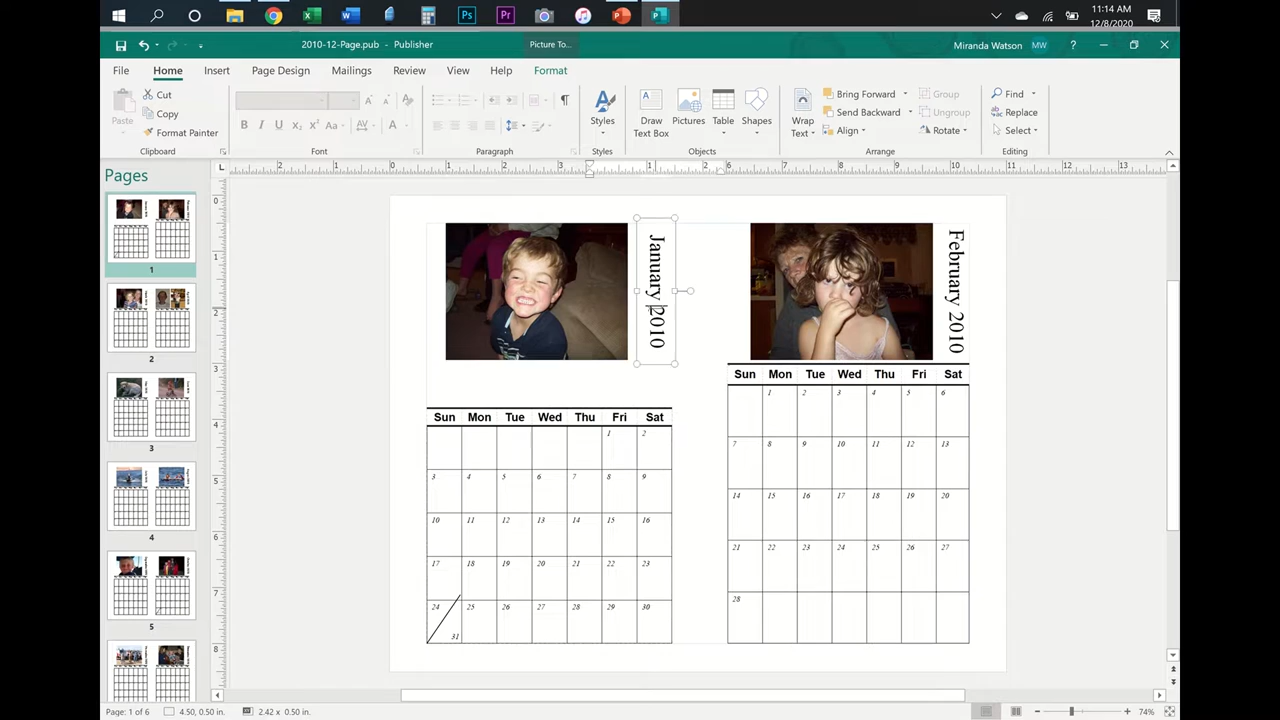 11:14 AM
12/8/2020
2010-12-Page.pub - Publisher
Picture To...
Miranda Watson
MW
?
File
Home
Insert
Page Design
Mailings
Review
View
Help
Format
Paste
Cut
Copy
Format Painter
Clipboard
Font
Paragraph
Styles
Styles
Draw Text Box
Pictures
Table
Shapes
Objects
Wrap Text
Bring Forward
Send Backward
Align
Group
Ungroup
Rotate
Arrange
Find
Replace
Select
Editing
Pages
1
2
3
4
5
January 2010
Sun Mon Tue Wed Thu Fri Sat
1 2
3 4 5 6 7 8 9
10 11 12 13 14 15 16
17 18 19 20 21 22 23
24 25 26 27 28 29 30
31
February 2010
Sun Mon Tue Wed Thu Fri Sat
1 2 3 4 5 6
7 8 9 10 11 12 13
14 15 16 17 18 19 20
21 22 23 24 25 26 27
28
Page: 1 of 6
4.50, 0.50 in.
2.42 x 0.50 in.
74%